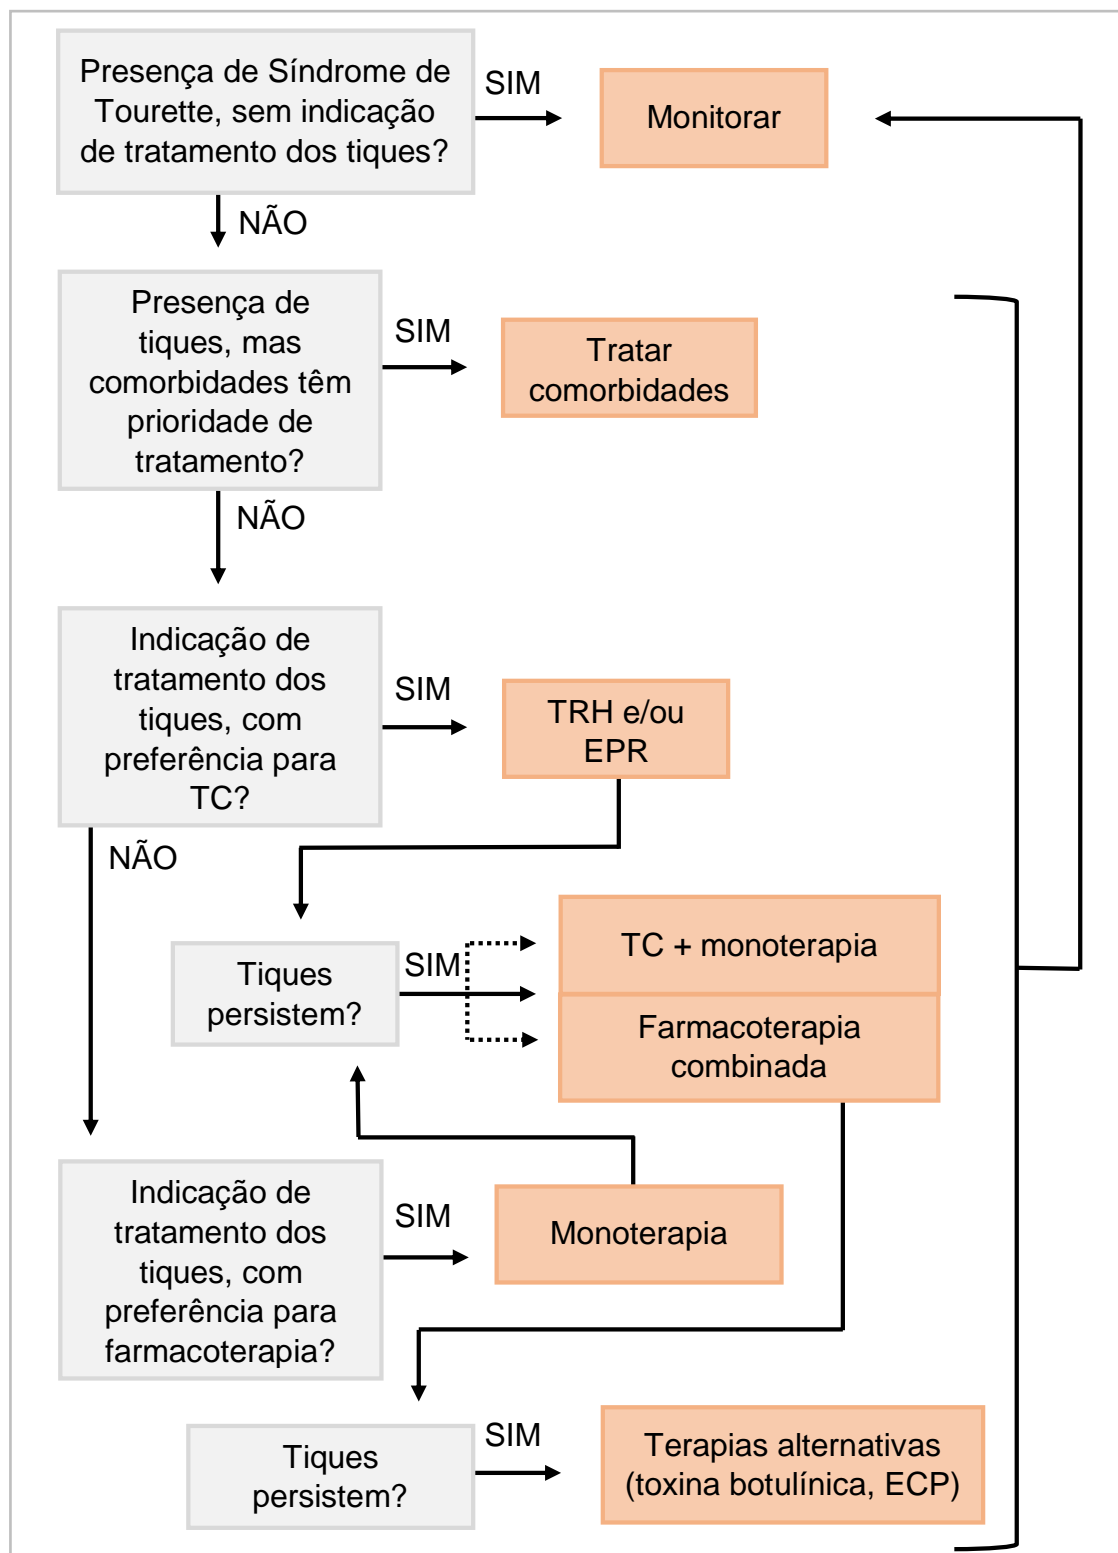 Presença de Síndrome de
Tourette, sem indicação
de tratamento dos tiques?
SIM
Monitorar
NÃO
Presença de
tiques, mas
comorbidades têm
prioridade de
tratamento?
SIM
Tratar
comorbidades
NÃO
Indicação de
tratamento dos
tiques, com
preferência para
TC?
SIM
TRH e/ou
EPR
NÃO
Tiques
persistem?
SIM
TC + monoterapia
Farmacoterapia
combinada
Indicação de
tratamento dos
tiques, com
preferência para
farmacoterapia?
SIM
Monoterapia
Tiques
persistem?
SIM
Terapias alternativas
(toxina botulínica, ECP)